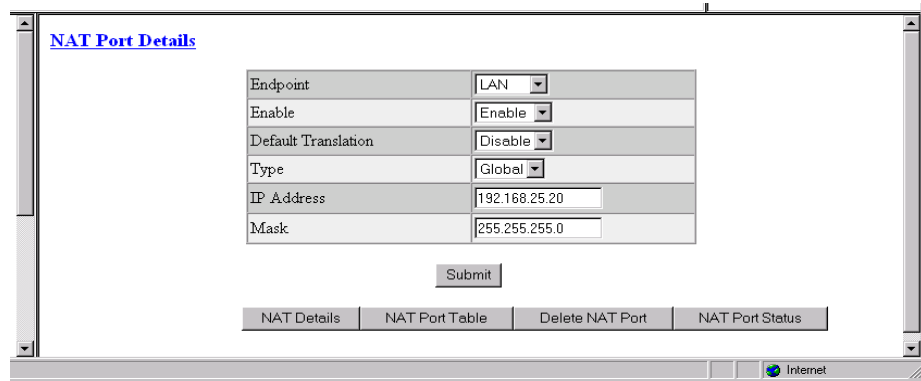 NAT Port Details
Endpoint LAN
Enable Enable
Default Translation Disable
Type Global
IP Address 192.168.25.20
Mask 255.255.255.0
Submit
NAT Details NAT Port Table Delete NAT Port NAT Port Status
Internet